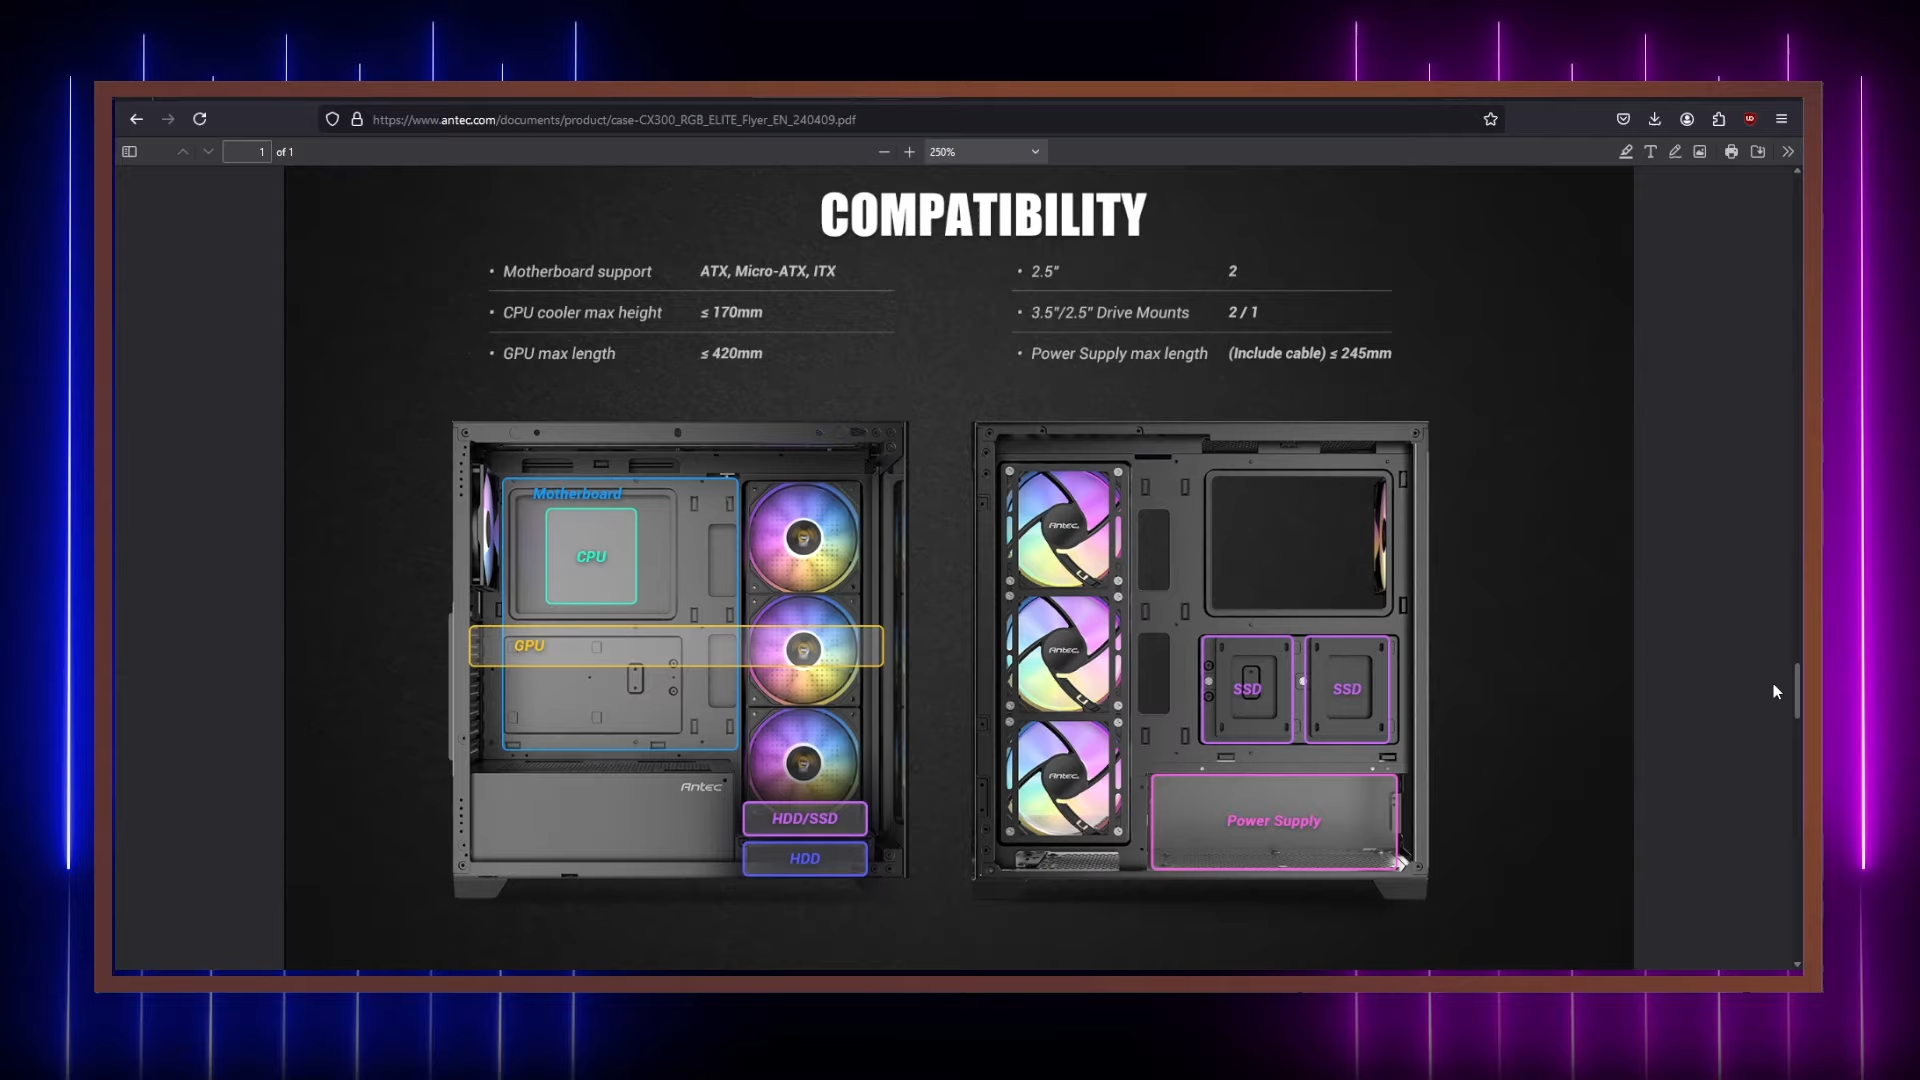 https://www.antec.com/documents/product/case-CX300_RGB_ELITE_Flyer_EN_240409.pdf
1 of 1
250%
COMPATIBILITY
• Motherboard support ATX, Micro-ATX, ITX
• CPU cooler max height ≤ 170mm
• GPU max length ≤ 420mm
• 2.5" 2
• 3.5"/2.5" Drive Mounts 2 / 1
• Power Supply max length (Include cable) ≤ 245mm
Motherboard
CPU
GPU
Antec
HDD/SSD
HDD
Antec
Antec
Antec
SSD
SSD
Power Supply